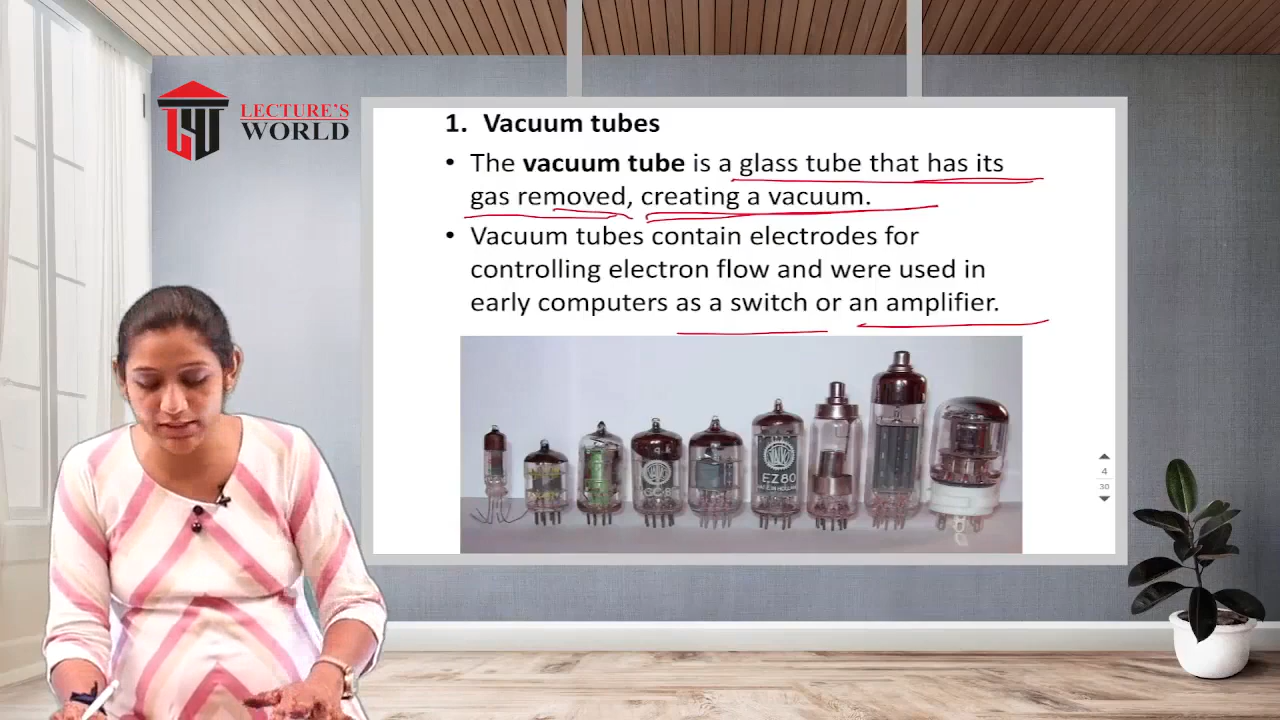 LECTURE'S
WORLD
1. Vacuum tubes
• The vacuum tube is a glass tube that has its
gas removed, creating a vacuum.
• Vacuum tubes contain electrodes for
controlling electron flow and were used in
early computers as a switch or an amplifier.
EZ80
4
30